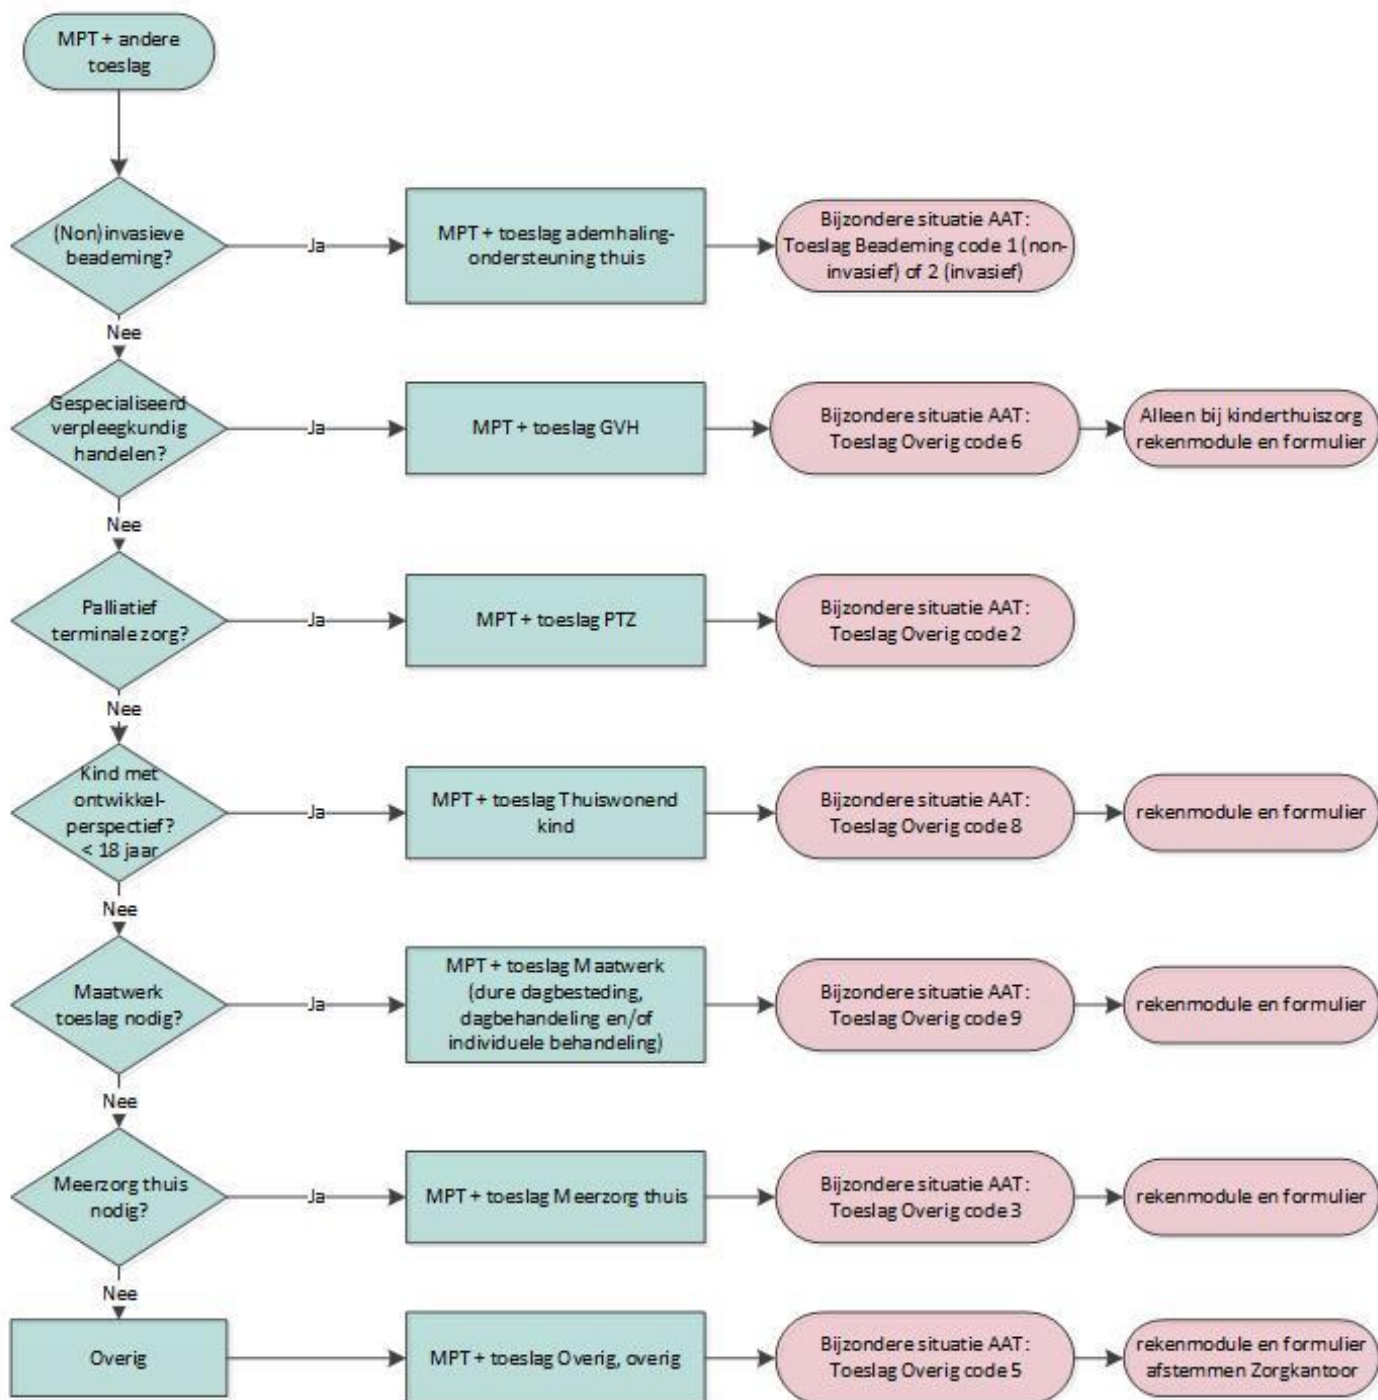 MPT + andere
toeslag
(Non)invasieve
beademing?
Ja
MPT + toeslag ademhaling-
ondersteuning thuis
Bijzondere situatie AAT:
Toeslag Beademing code 1 (non-
invasief) of 2 (invasief)
Nee
Gespecialiseerd
verpleegkundig
handelen?
Ja
MPT + toeslag GVH
Bijzondere situatie AAT:
Toeslag Overig code 6
Alleen bij kinderthuiszorg
rekenmodule en formulier
Nee
Palliatief
terminale zorg?
Ja
MPT + toeslag PTZ
Bijzondere situatie AAT:
Toeslag Overig code 2
Nee
Kind met
ontwikkel-
perspectief?
< 18 jaar
Ja
MPT + toeslag Thuiswonend
kind
Bijzondere situatie AAT:
Toeslag Overig code 8
rekenmodule en formulier
Nee
Maatwerk
toeslag nodig?
Ja
MPT + toeslag Maatwerk
(dure dagbesteding,
dagbehandeling en/of
individuele behandeling)
Bijzondere situatie AAT:
Toeslag Overig code 9
rekenmodule en formulier
Nee
Meerzorg thuis
nodig?
Ja
MPT + toeslag Meerzorg thuis
Bijzondere situatie AAT:
Toeslag Overig code 3
rekenmodule en formulier
Nee
Overig
MPT + toeslag Overig, overig
Bijzondere situatie AAT:
Toeslag Overig code 5
rekenmodule en formulier
afstemmen Zorgkantoor